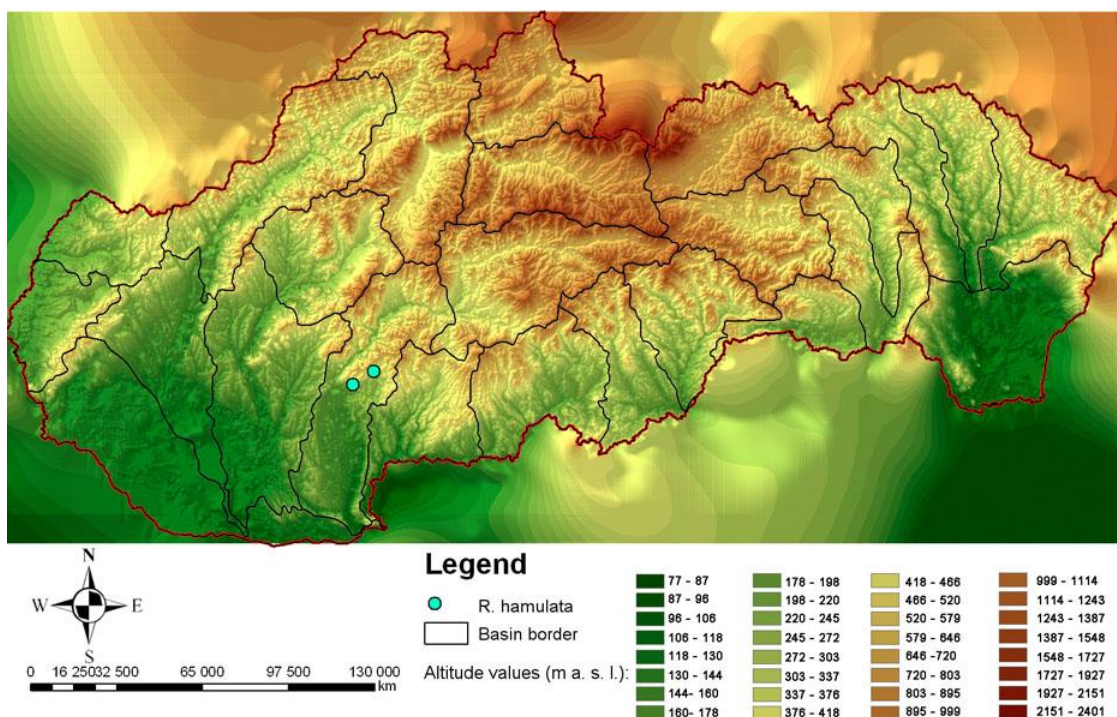 N
W E
S
0 16 25032 500 65 000 97 500 130 000
km
Legend
R. hamulata
Basin border
Altitude values (m a. s. l.):
77 - 87
87 - 96
96 - 106
106 - 118
118 - 130
130 - 144
144- 160
160- 178
178 - 198
198 - 220
220 - 245
245 - 272
272 - 303
303 - 337
337 - 376
376 - 418
418 - 466
466 - 520
520 - 579
579 - 646
646 -720
720 - 803
803 - 895
895 - 999
999 - 1114
1114 - 1243
1243 - 1387
1387 - 1548
1548 - 1727
1727 - 1927
1927 - 2151
2151 - 2401